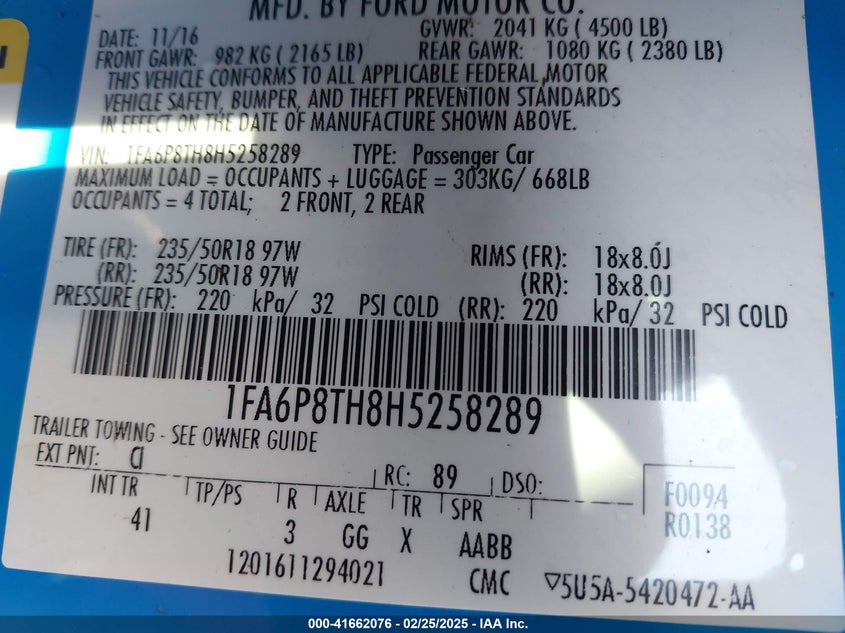 MFD. BY FORD MOTOR CO.
DATE: 11/16 GVWR: 2041 KG ( 4500 LB)
FRONT GAWR: 982 KG ( 2165 LB) REAR GAWR: 1080 KG ( 2380 LB)
THIS VEHICLE CONFORMS TO ALL APPLICABLE FEDERAL MOTOR
VEHICLE SAFETY, BUMPER, AND THEFT PREVENTION STANDARDS
IN EFFECT ON THE DATE OF MANUFACTURE SHOWN ABOVE.
VIN: 1FA6P8TH8H5258289 TYPE: Passenger Car
MAXIMUM LOAD = OCCUPANTS + LUGGAGE = 303KG/ 668LB
OCCUPANTS = 4 TOTAL; 2 FRONT, 2 REAR
TIRE (FR): 235/50R18 97W RIMS (FR): 18x8.0J
(RR): 235/50R18 97W (RR): 18x8.0J
PRESSURE (FR): 220 kPa/ 32 PSI COLD (RR): 220 kPa/ 32 PSI COLD
1FA6P8TH8H5258289
TRAILER TOWING - SEE OWNER GUIDE
EXT PNT: CI RC: 89 DSO: F0094
INT TR TP/PS R AXLE TR SPR R0138
41 3 GG X AABB
1201611294021 CMC ▽5U5A-5420472-AA
000-41662076 - 02/25/2025 - IAA Inc.